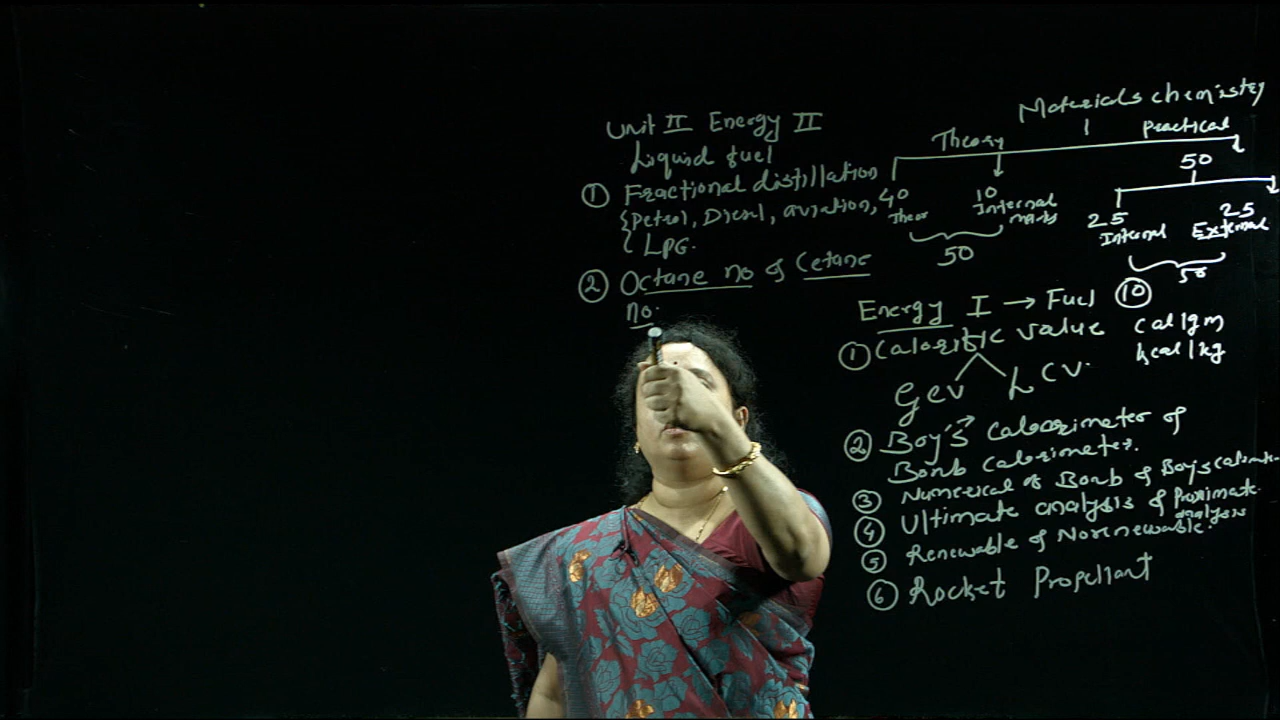 Materials chemistry
Theory
Practical
40
Theor
10
Internal
marks
50
50
25
Internal
25
External
50
Unit II Energy II
Liquid fuel
① Fractional distillation
{Petrol, Diesel, aviation,
LPG.
② Octane no & Cetane
no.
Energy I → Fuel ⑩
① Calorific value
cal/gm
kcal/kg
GCV LCV.
② Boy's calorimeter &
Bomb calorimeter.
③ Numerical of Bomb & Boy's
④ Ultimate analysis & proximate
analysis
⑤ Renewable & Nonrenewable.
⑥ Rocket Propellant